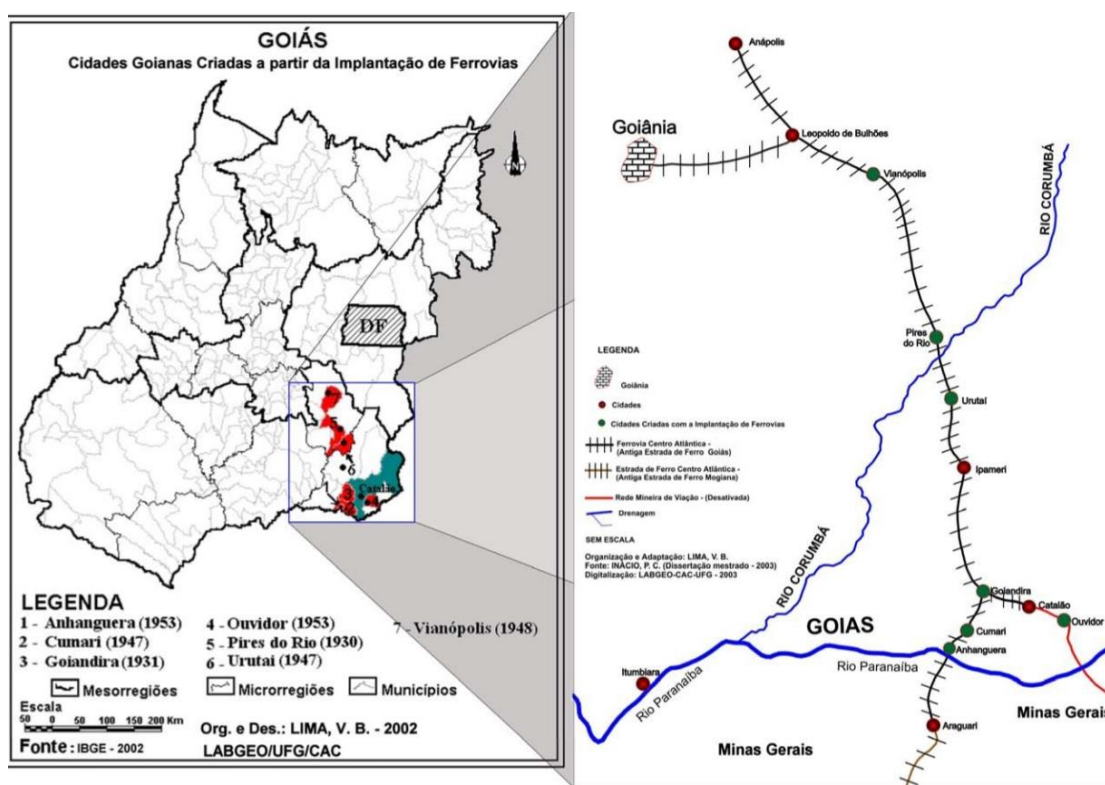 GOIÁS
Cidades Goianas Criadas a partir da Implantação de Ferrovias
N
DF
5
6
Catalão
LEGENDA
1 - Anhanguera (1953)
2 - Cumari (1947)
3 - Goiandira (1931)
4 - Ouvidor (1953)
5 - Pires do Rio (1930)
6 - Urutai (1947)
7 - Vianópolis (1948)
Mesorregiões
Microrregiões
Municípios
Escala
50 0 50 100 150 200 Km
Fonte : IBGE - 2002
Org. e Des.: LIMA, V. B. - 2002
LABGEO/UFG/CAC
Anápolis
Goiânia
Leopoldo de Bulhões
Vianópolis
RIO CORUMBÁ
Pires
do Rio
Urutaí
Ipameri
LEGENDA
Goiânia
Cidades
Cidades Criadas com a Implantação de Ferrovias
Ferrovia Centro Atlântica -
(Antiga Estrada de Ferro Goiás)
Estrada de Ferro Centro Atlântica -
(Antiga Estrada de Ferro Mogiana)
Rede Mineira de Viação - (Desativada)
Drenagem
SEM ESCALA
Organização e Adaptação: LIMA, V. B.
Fonte: INÁCIO, P. C. (Dissertação mestrado - 2003)
Digitalização: LABGEO-CAC-UFG - 2003
RIO CORUMBÁ
Goiandira
Catalão
Ouvidor
Cumari
GOIAS
Anhanguera
Rio Paranaíba
Itumbiara
Rio Paranaíba
Araguari
Minas Gerais
Minas Gerais